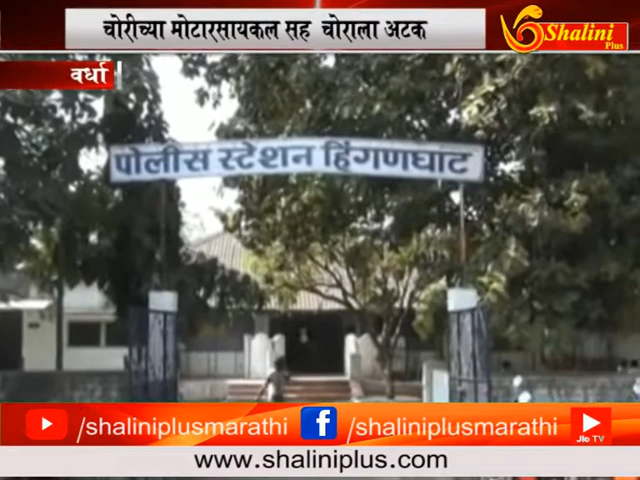 चोरीच्या मोटारसायकल सह चोराला अटक
Shalini
Plus
वर्धा
पोलीस स्टेशन हिंगणघाट
/shaliniplusmarathi
/shaliniplusmarathi
Jio TV
www.shaliniplus.com